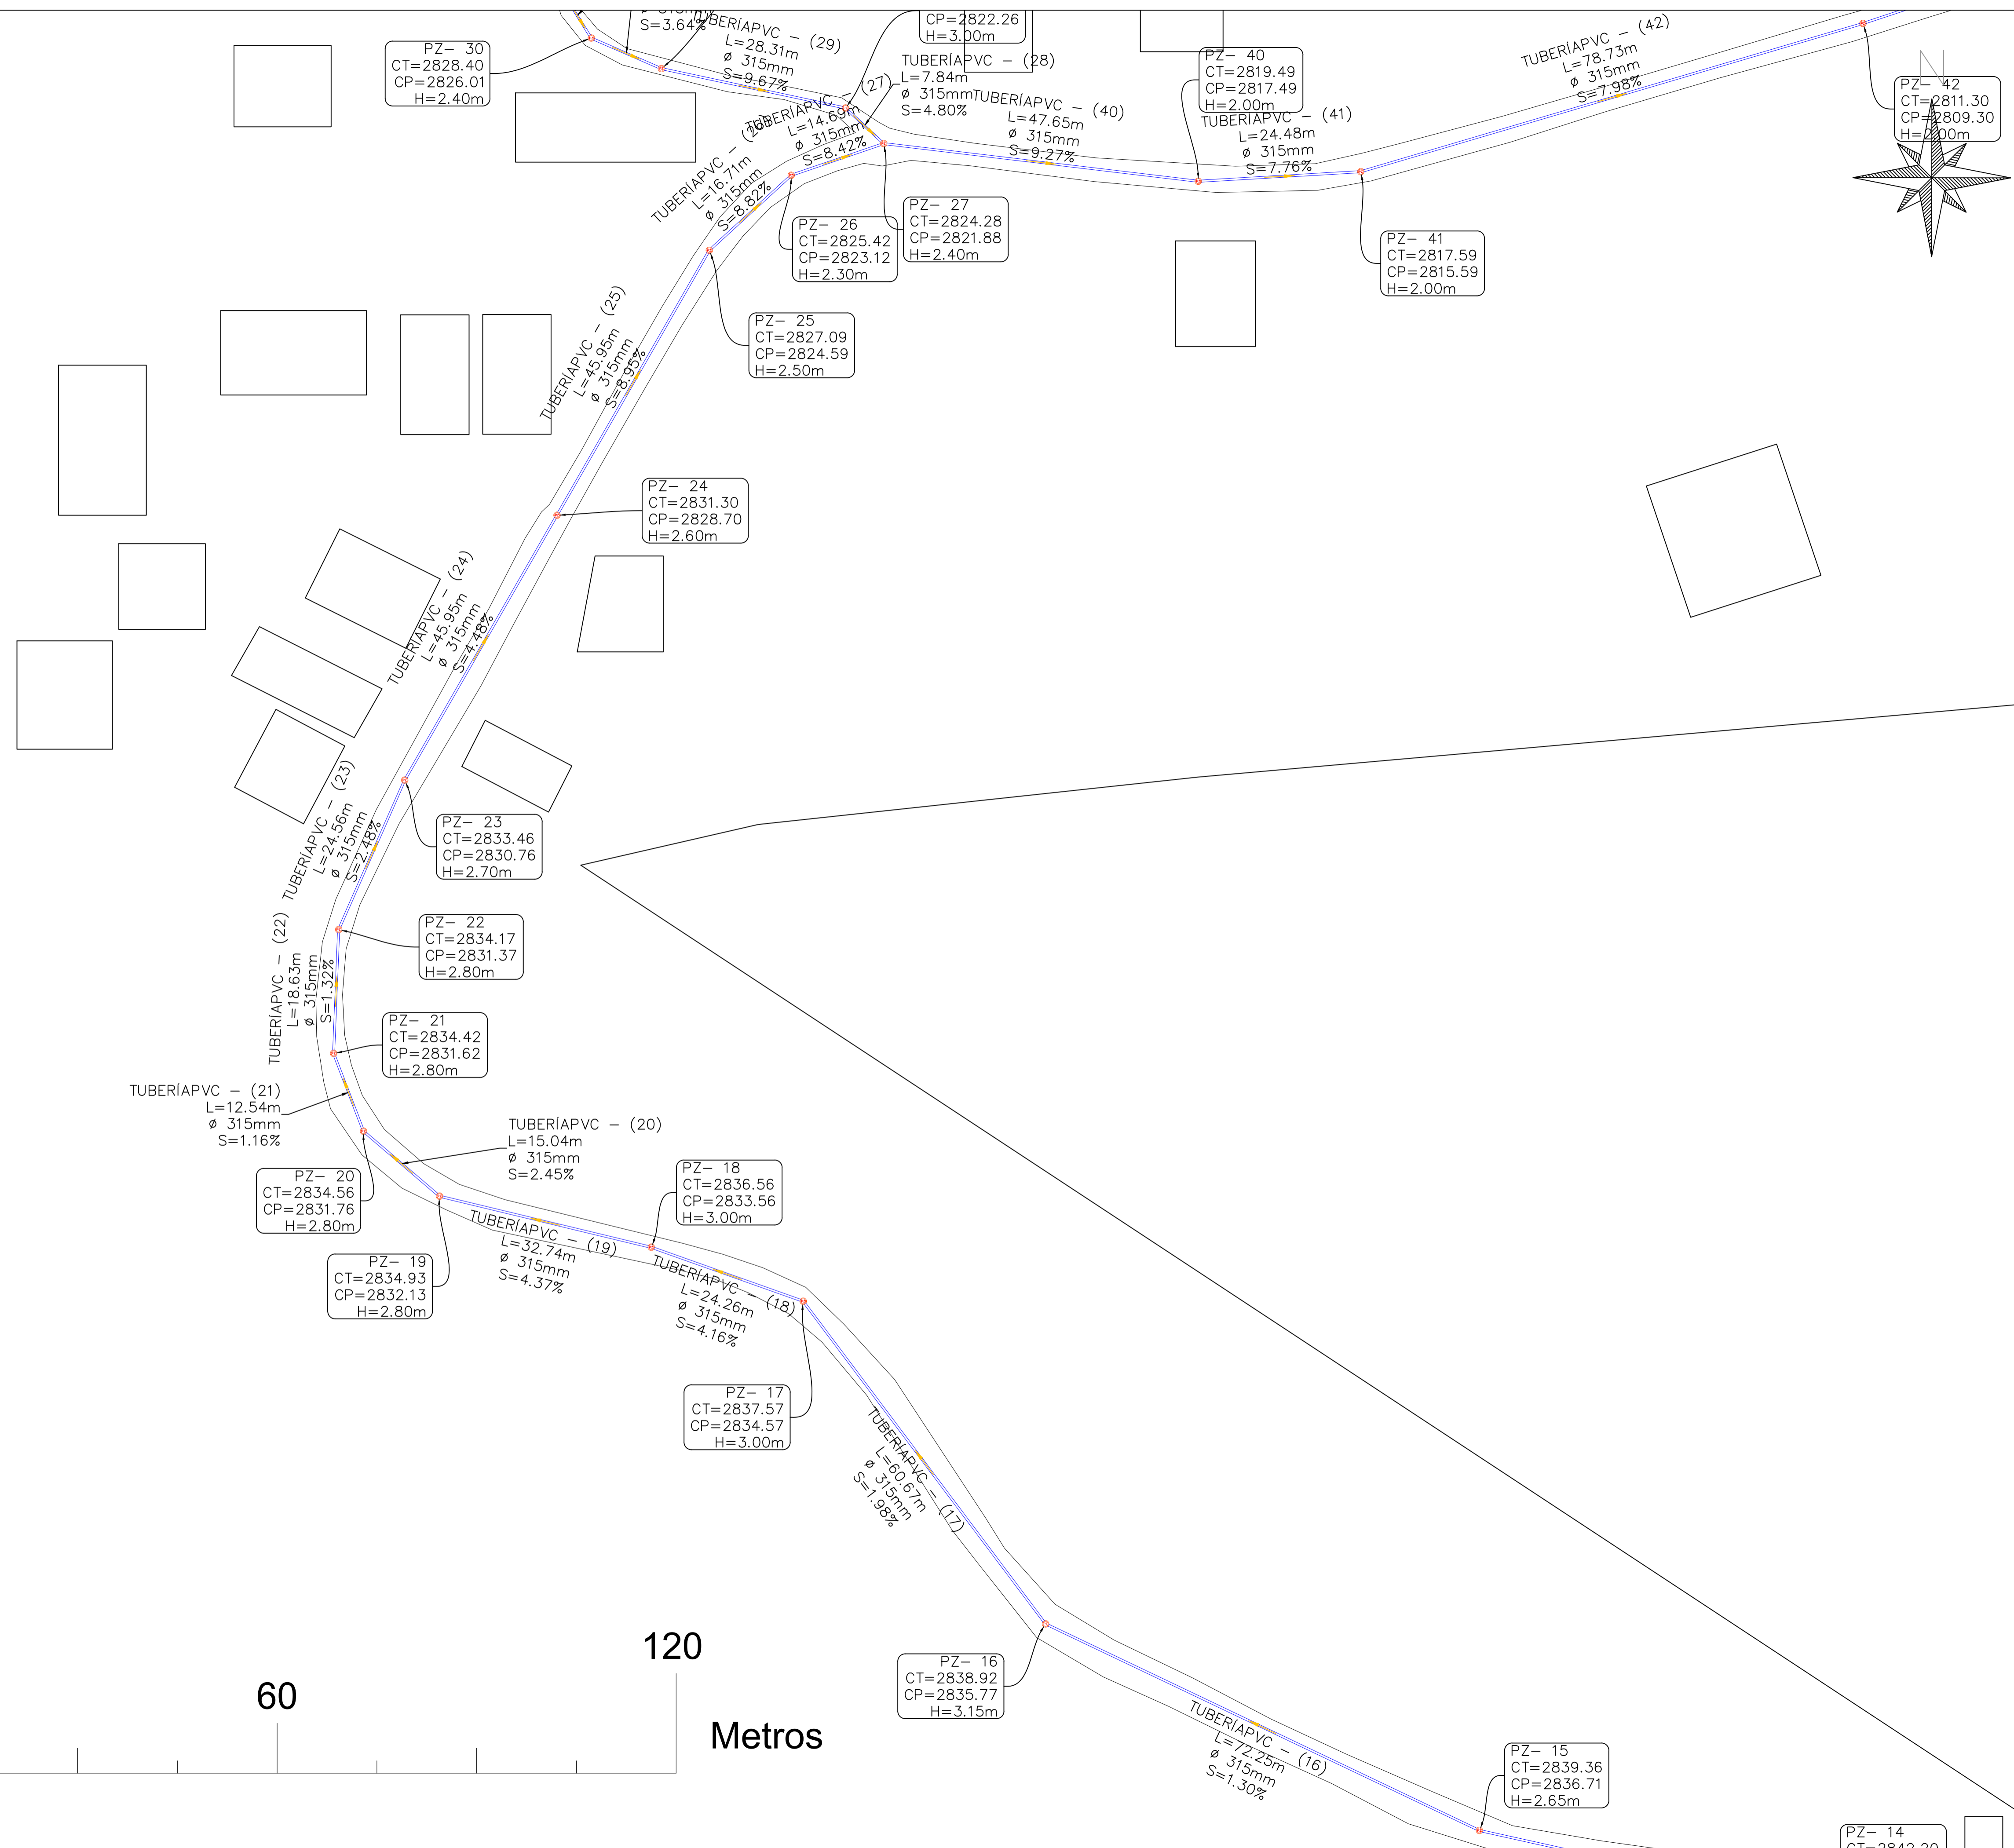 PZ- 30
CT=2828.40
CP=2826.01
H=2.40m
S=3.64%
TUBERÍAPVC - (29)
L=28.31m
ø 315mm
S=9.67%
CP=2822.26
H=3.00m
TUBERÍAPVC - (28)
L=7.84m
ø 315mm
S=4.80%
TUBERÍAPVC - (27)
L=14.69m
ø 315mm
S=8.42%
TUBERÍAPVC - (26)
L=16.71m
ø 315mm
S=8.82%
TUBERÍAPVC - (40)
L=47.65m
ø 315mm
S=9.27%
PZ- 40
CT=2819.49
CP=2817.49
H=2.00m
TUBERÍAPVC - (41)
L=24.48m
ø 315mm
S=7.76%
TUBERÍAPVC - (42)
L=78.73m
ø 315mm
S=7.98%
N
PZ- 42
CT=2811.30
CP=2809.30
H=2.00m
PZ- 26
CT=2825.42
CP=2823.12
H=2.30m
PZ- 27
CT=2824.28
CP=2821.88
H=2.40m
PZ- 41
CT=2817.59
CP=2815.59
H=2.00m
PZ- 25
CT=2827.09
CP=2824.59
H=2.50m
TUBERÍAPVC - (25)
L=45.95m
ø 315mm
S=8.95%
PZ- 24
CT=2831.30
CP=2828.70
H=2.60m
TUBERÍAPVC - (24)
L=45.95m
ø 315mm
S=4.48%
PZ- 23
CT=2833.46
CP=2830.76
H=2.70m
TUBERÍAPVC - (23)
L=24.56m
ø 315mm
S=2.48%
PZ- 22
CT=2834.17
CP=2831.37
H=2.80m
TUBERÍAPVC - (22)
L=18.63m
ø 315mm
S=1.32%
PZ- 21
CT=2834.42
CP=2831.62
H=2.80m
TUBERÍAPVC - (21)
L=12.54m
ø 315mm
S=1.16%
TUBERÍAPVC - (20)
L=15.04m
ø 315mm
S=2.45%
PZ- 20
CT=2834.56
CP=2831.76
H=2.80m
PZ- 18
CT=2836.56
CP=2833.56
H=3.00m
PZ- 19
CT=2834.93
CP=2832.13
H=2.80m
TUBERÍAPVC - (19)
L=32.74m
ø 315mm
S=4.37%
TUBERÍAPVC - (18)
L=24.26m
ø 315mm
S=4.16%
PZ- 17
CT=2837.57
CP=2834.57
H=3.00m
TUBERÍAPVC - (17)
L=60.67m
ø 315mm
S=1.98%
PZ- 16
CT=2838.92
CP=2835.77
H=3.15m
TUBERÍAPVC - (16)
L=72.25m
ø 315mm
S=1.30%
PZ- 15
CT=2839.36
CP=2836.71
H=2.65m
PZ- 14
60
120
Metros